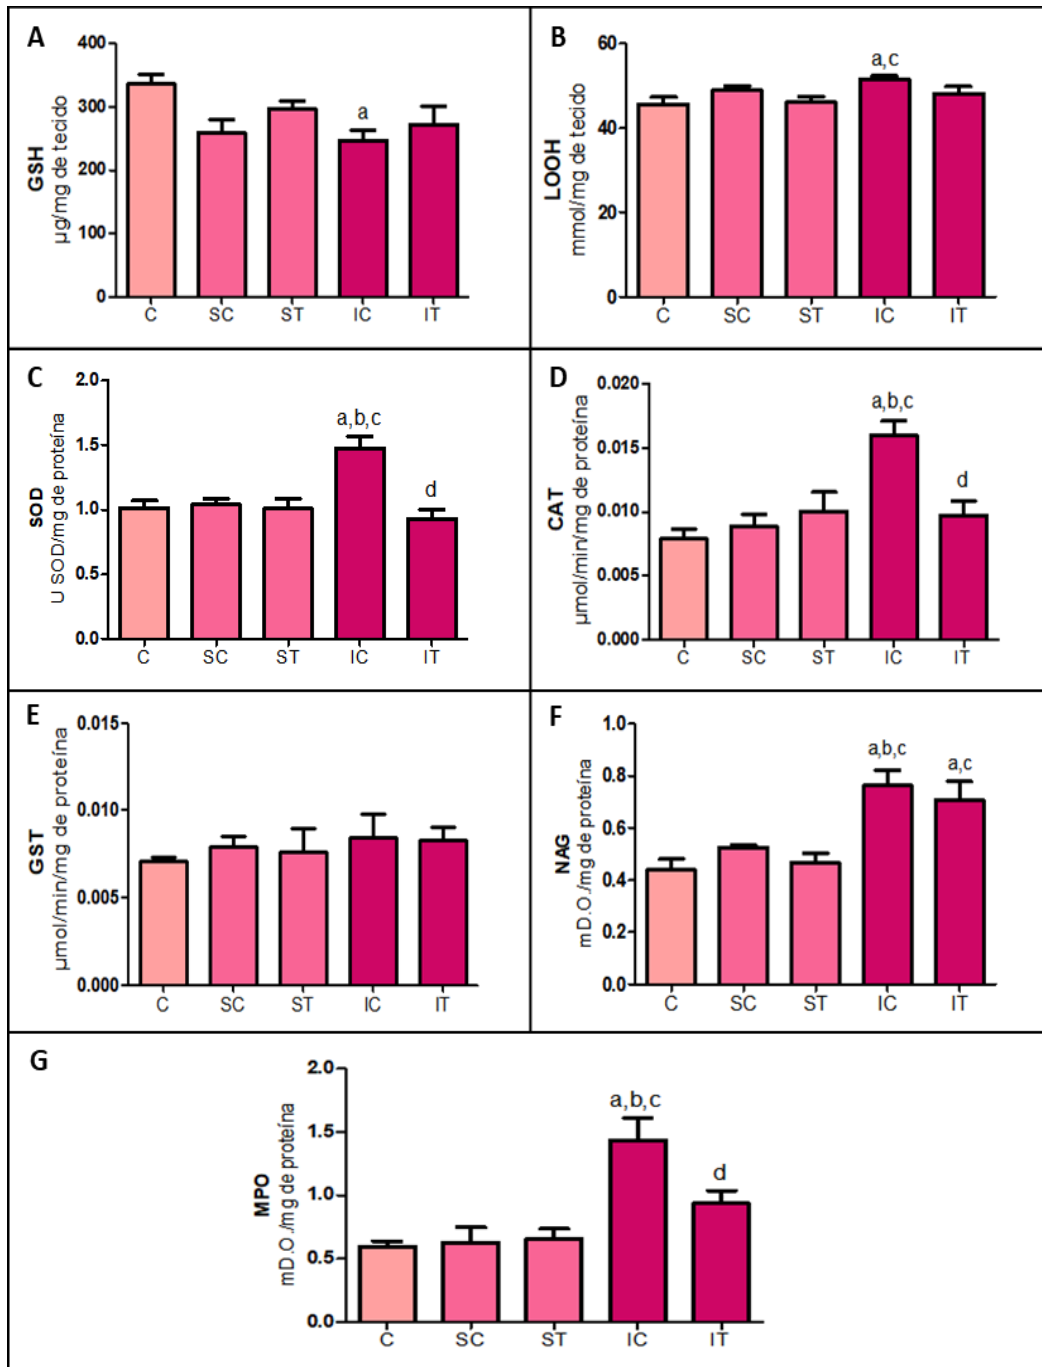 A
GSH
µg/mg de tecido
400
300
200
100
0
a
C SC ST IC IT
B
LOOH
mmol/mg de tecido
60
40
20
0
a,c
C SC ST IC IT
C
SOD
U SOD/mg de proteína
2.0
1.5
1.0
0.5
0.0
a,b,c
d
C SC ST IC IT
D
CAT
µmol/min/mg de proteína
0.020
0.015
0.010
0.005
0.000
a,b,c
d
C SC ST IC IT
E
GST
µmol/min/mg de proteína
0.015
0.010
0.005
0.000
C SC ST IC IT
F
NAG
mD.O./mg de proteína
1.0
0.8
0.6
0.4
0.2
0.0
a,b,c
a,c
C SC ST IC IT
G
MPO
mD.O./mg de proteína
2.0
1.5
1.0
0.5
0.0
a,b,c
d
C SC ST IC IT